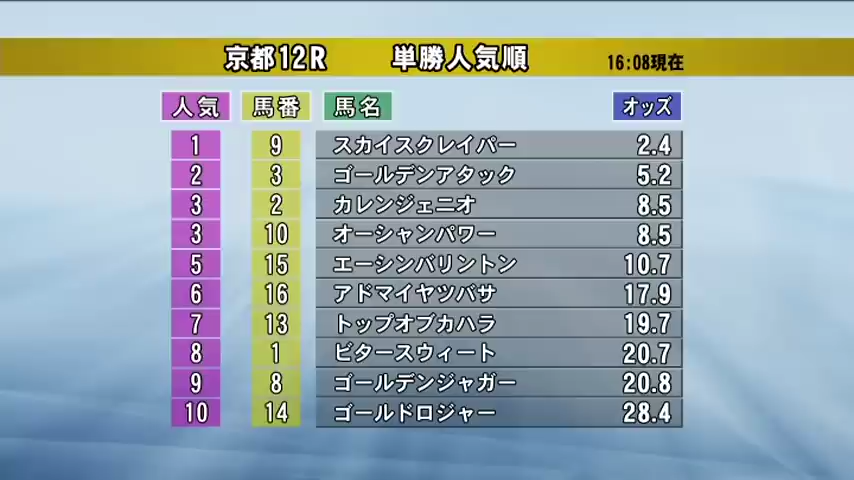 京都12R 単勝人気順 16:08現在
人気 馬番 馬名 オッズ
1 9 スカイスクレイパー 2.4
2 3 ゴールデンアタック 5.2
3 2 カレンジェニオ 8.5
3 10 オーシャンパワー 8.5
5 15 エーシンバリントン 10.7
6 16 アドマイヤツバサ 17.9
7 13 トップオブカハラ 19.7
8 1 ビタースウィート 20.7
9 8 ゴールデンジャガー 20.8
10 14 ゴールドロジャー 28.4